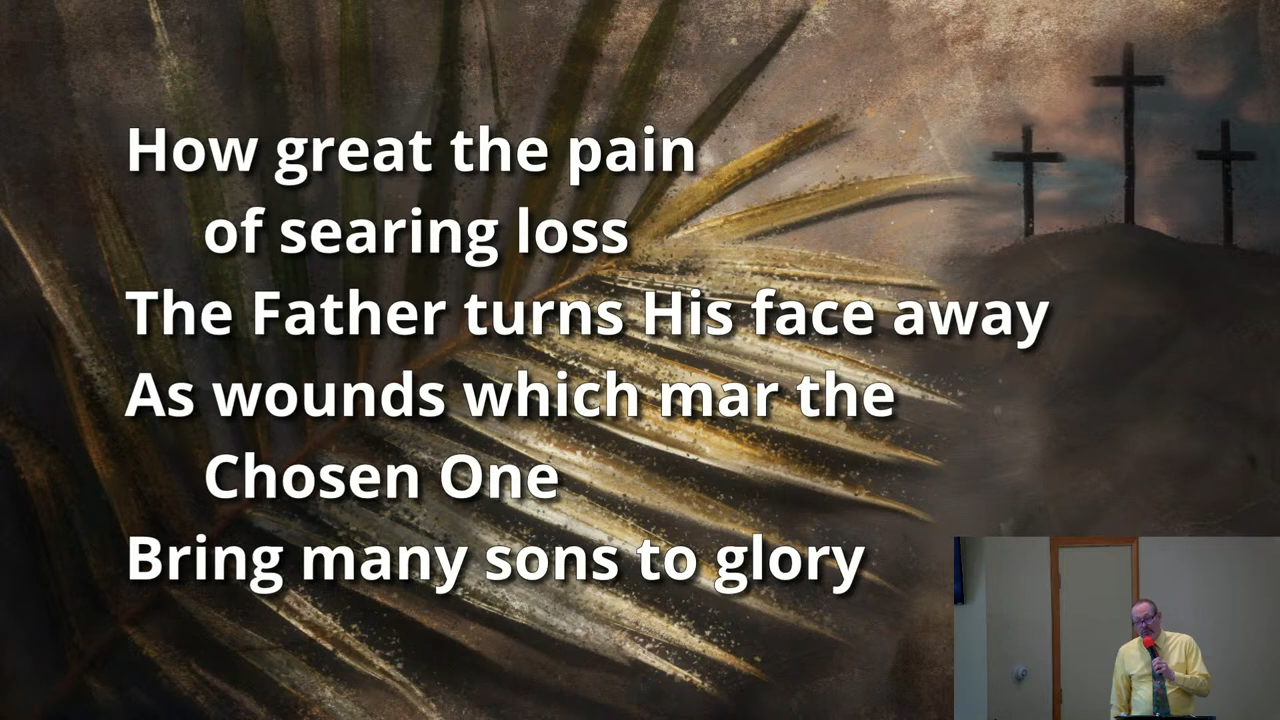 How great the pain
of searing loss
The Father turns His face away
As wounds which mar the
Chosen One
Bring many sons to glory